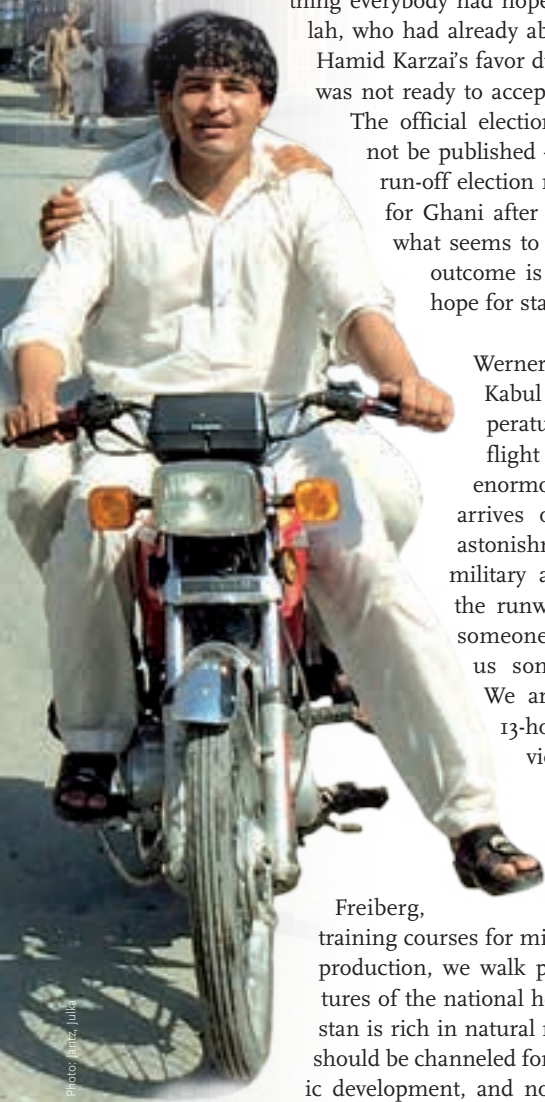 thing everybody had hope
lah, who had already ab
Hamid Karzai's favor d
was not ready to accep
The official election
not be published
run-off election
for Ghani after
what seems to
outcome is
hope for sta
Werner
Kabul
peratu
flight
enormo
arrives
astonish
military a
the runw
someone
us som
We ar
13-ho
vi
Freiberg,
training courses for mi
production, we walk p
tures of the national h
stan is rich in natural
should be channeled for
ic development, and no
Photo: Jantz, Julka